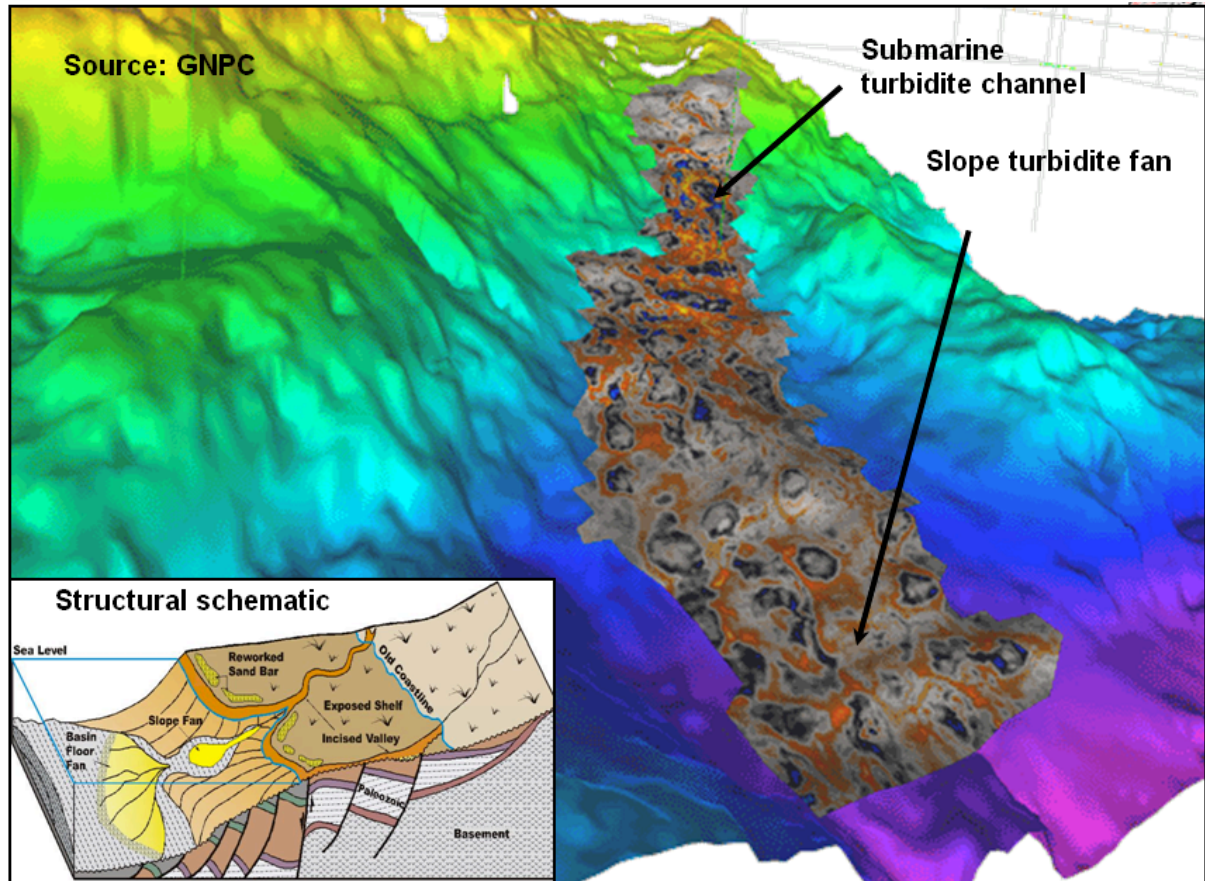 Source: GNPC
Submarine
turbidite channel
Slope turbidite fan
Structural schematic
Sea Level
Reworked
Sand Bar
Old Coastline
Slope Fan
Exposed Shelf
Basin
Floor
Fan
Incised Valley
Paleozoic
Basement